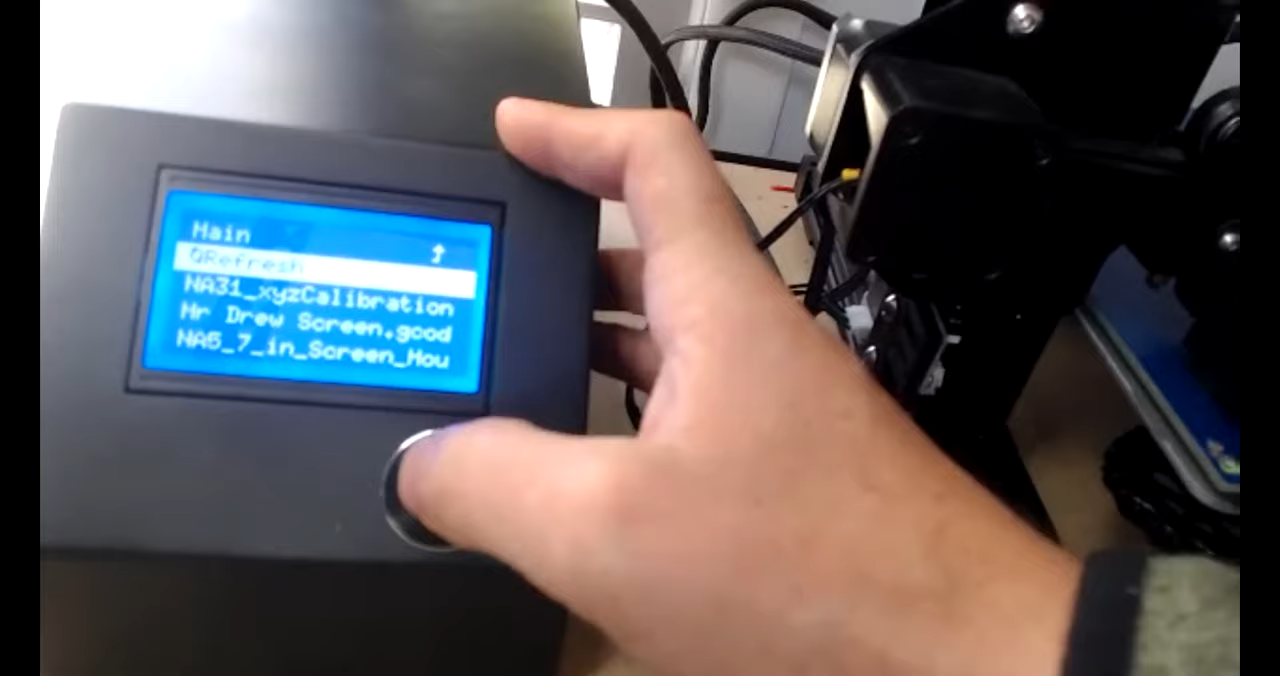 Main
Refresh
NA31_xyzCalibration
Mr Drew Screen.gcod
NA5_7_in_Screen_Mou